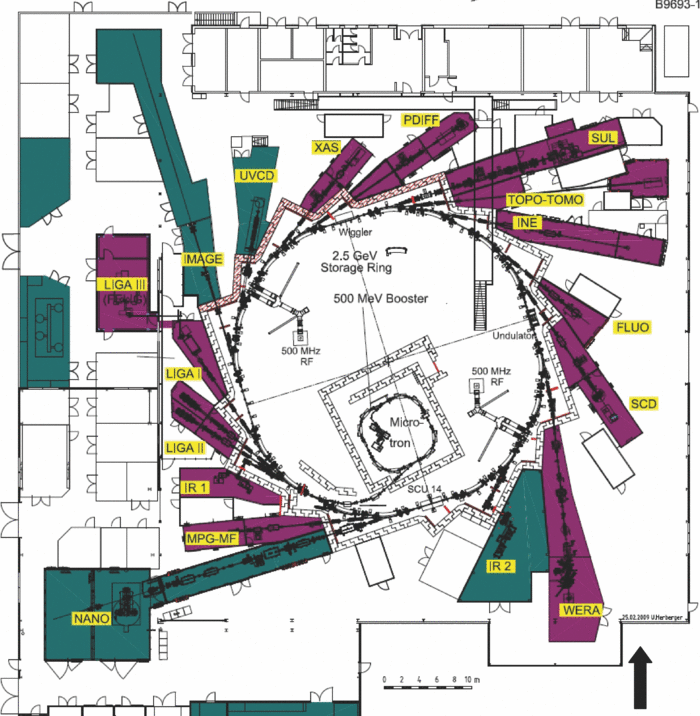 B9693-1
PDIFF
XAS
SUL
UVCD
TOPO-TOMO
INE
Wiggler
2.5 GeV
Storage Ring
IMAGE
LIGA III
500 MeV Booster
FLUO
Undulator
500 MHz
RF
LIGA I
500 MHz
RF
SCD
Micro-
tron
LIGA II
IR 1
SCU 14
MPG-MF
IR 2
NANO
WERA
25.02.2009 U.Herberger
0 2 4 6 8 10 m